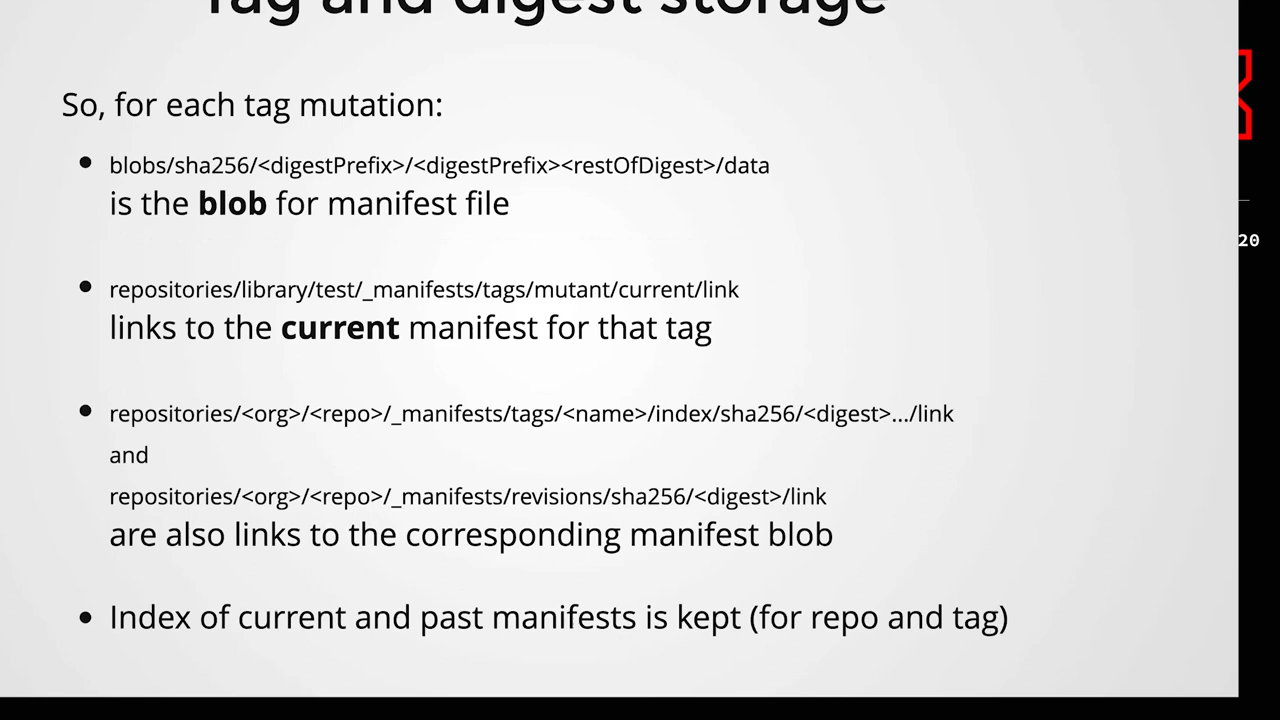 Tag and digest storage
So, for each tag mutation:
blobs/sha256/<digestPrefix>/<digestPrefix><restOfDigest>/data
is the blob for manifest file
repositories/library/test/_manifests/tags/mutant/current/link
links to the current manifest for that tag
repositories/<org>/<repo>/_manifests/tags/<name>/index/sha256/<digest>.../link
and
repositories/<org>/<repo>/_manifests/revisions/sha256/<digest>/link
are also links to the corresponding manifest blob
Index of current and past manifests is kept (for repo and tag)
20